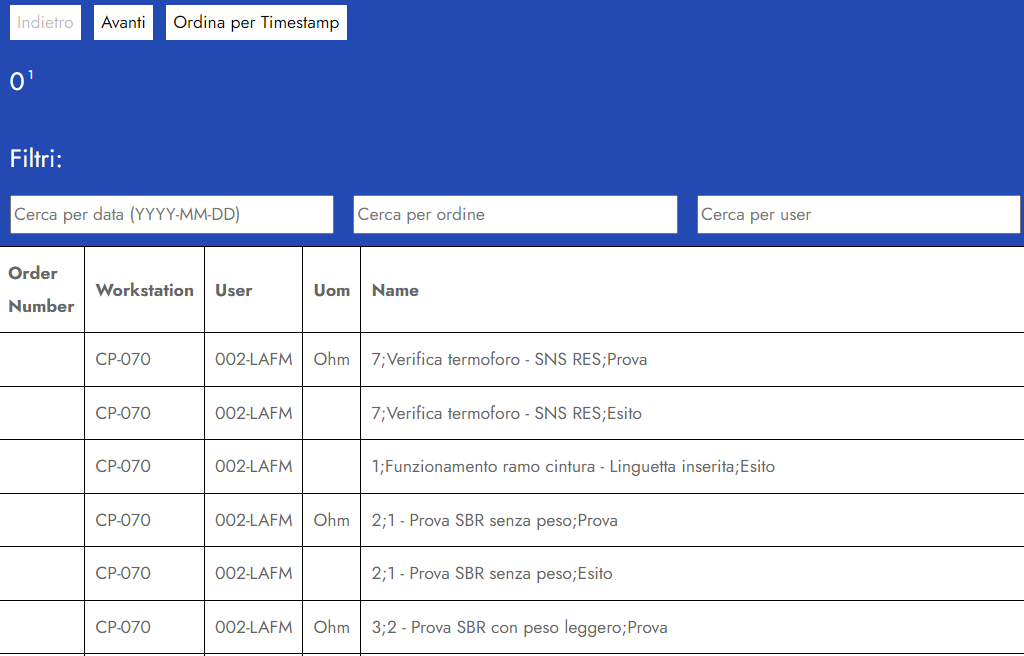 Indietro Avanti Ordina per Timestamp
0¹
Filtri:
Cerca per data (YYYY-MM-DD) Cerca per ordine Cerca per user
Order Number Workstation User Uom Name
CP-070 002-LAFM Ohm 7;Verifica termoforo - SNS RES;Prova
CP-070 002-LAFM 7;Verifica termoforo - SNS RES;Esito
CP-070 002-LAFM 1;Funzionamento ramo cintura - Linguetta inserita;Esito
CP-070 002-LAFM Ohm 2;1 - Prova SBR senza peso;Prova
CP-070 002-LAFM 2;1 - Prova SBR senza peso;Esito
CP-070 002-LAFM Ohm 3;2 - Prova SBR con peso leggero;Prova